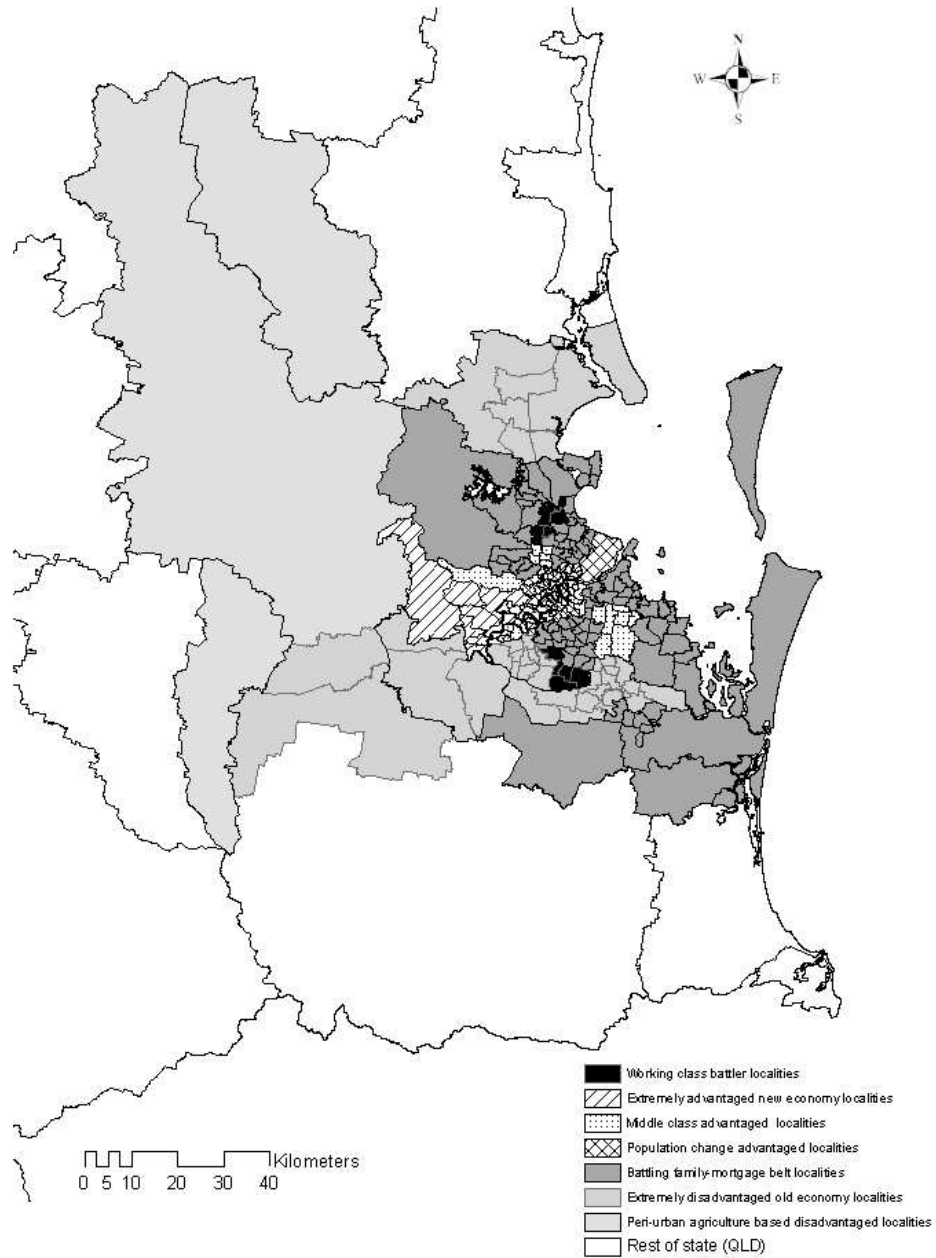 N
W E
S
Working class battler localities
Extremely advantaged new economy localities
Middle class advantaged localities
Population change advantaged localities
Battling family-mortgage belt localities
Extremely disadvantaged old economy localities
Peri-urban agriculture based disadvantaged localities
Rest of state (QLD)
Kilometers
0 5 10 20 30 40